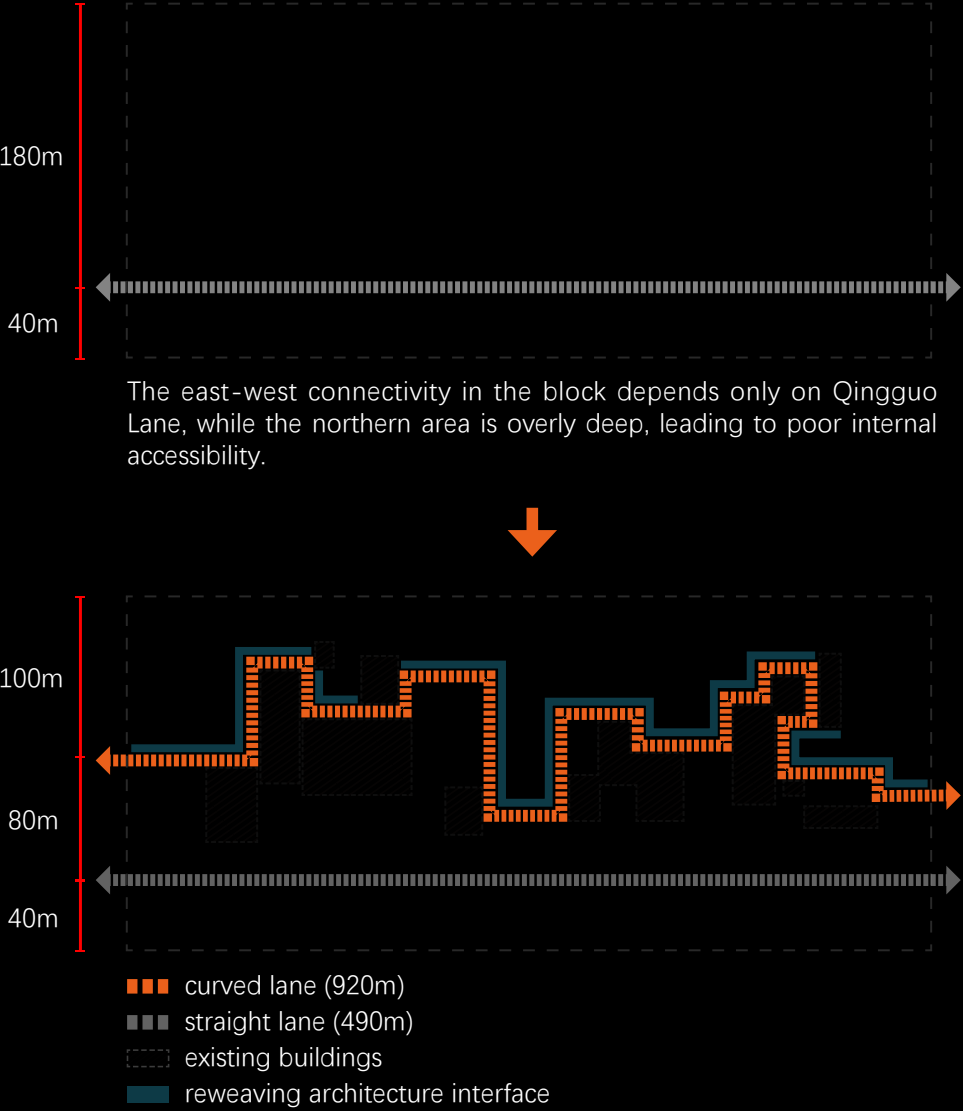 180m
40m
The east-west connectivity in the block depends only on Qingguo
Lane, while the northern area is overly deep, leading to poor internal
accessibility.
100m
80m
40m
curved lane (920m)
straight lane (490m)
existing buildings
reweaving architecture interface